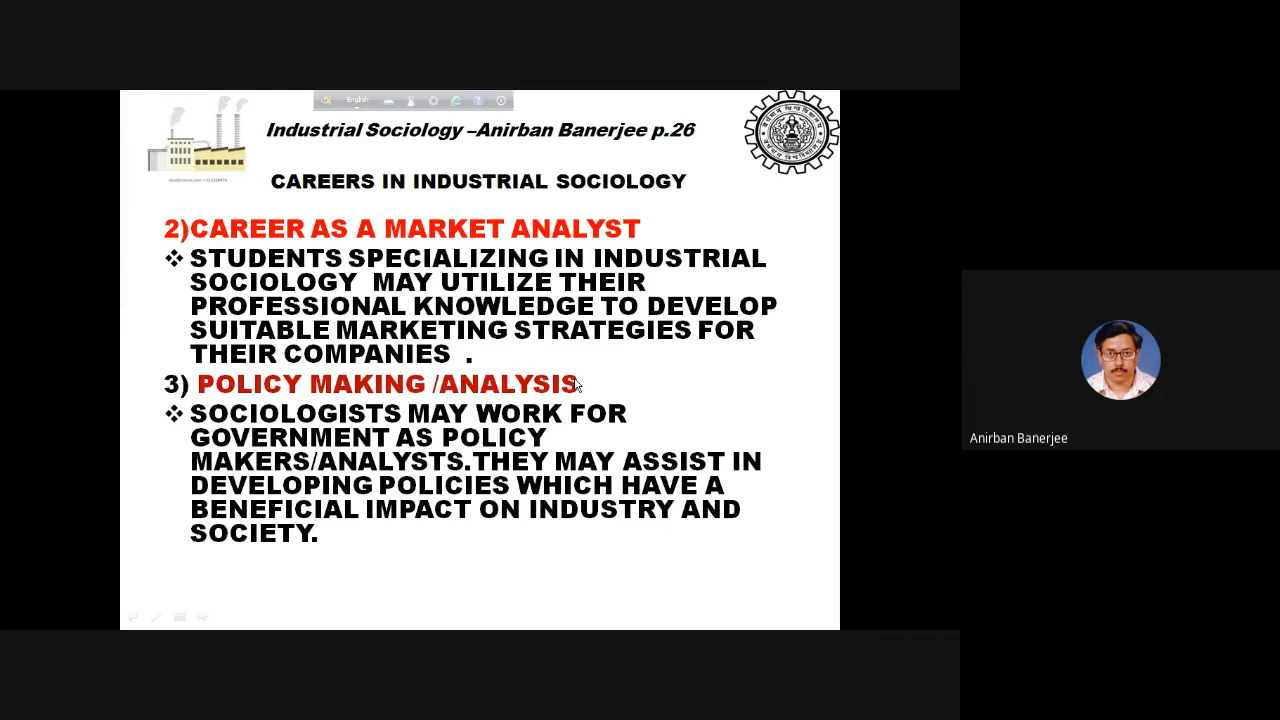 English
Industrial Sociology –Anirban Banerjee p.26
CAREERS IN INDUSTRIAL SOCIOLOGY
2)CAREER AS A MARKET ANALYST
❖ STUDENTS SPECIALIZING IN INDUSTRIAL
SOCIOLOGY MAY UTILIZE THEIR
PROFESSIONAL KNOWLEDGE TO DEVELOP
SUITABLE MARKETING STRATEGIES FOR
THEIR COMPANIES .
3) POLICY MAKING /ANALYSIS
❖ SOCIOLOGISTS MAY WORK FOR
GOVERNMENT AS POLICY
MAKERS/ANALYSTS.THEY MAY ASSIST IN
DEVELOPING POLICIES WHICH HAVE A
BENEFICIAL IMPACT ON INDUSTRY AND
SOCIETY.
Anirban Banerjee